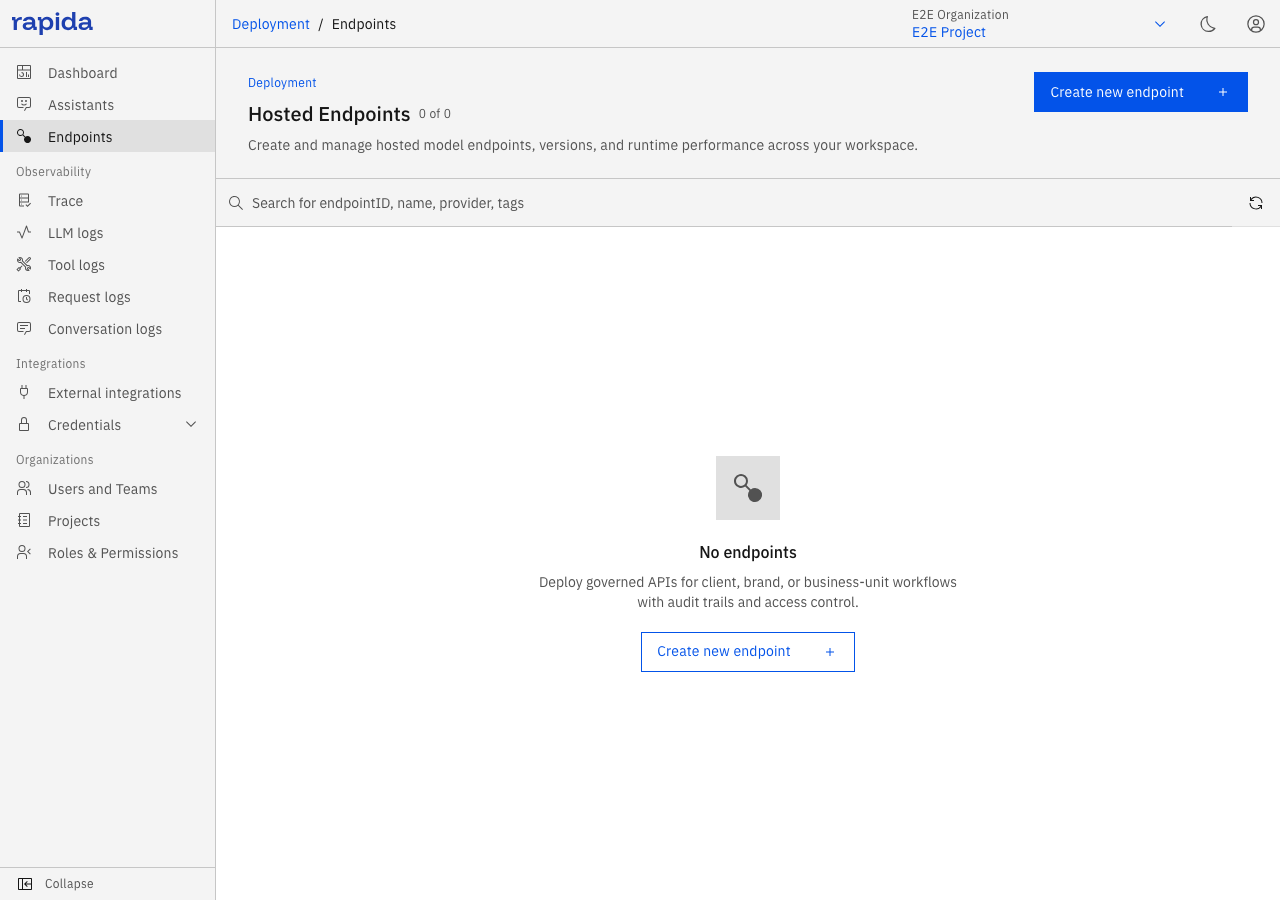 rapida
Deployment / Endpoints
E2E Organization
E2E Project
Dashboard
Assistants
Endpoints
Observability
Trace
LLM logs
Tool logs
Request logs
Conversation logs
Integrations
External integrations
Credentials
Organizations
Users and Teams
Projects
Roles & Permissions
Collapse
Deployment
Hosted Endpoints 0 of 0
Create and manage hosted model endpoints, versions, and runtime performance across your workspace.
Create new endpoint +
Search for endpointID, name, provider, tags
No endpoints
Deploy governed APIs for client, brand, or business-unit workflows
with audit trails and access control.
Create new endpoint +